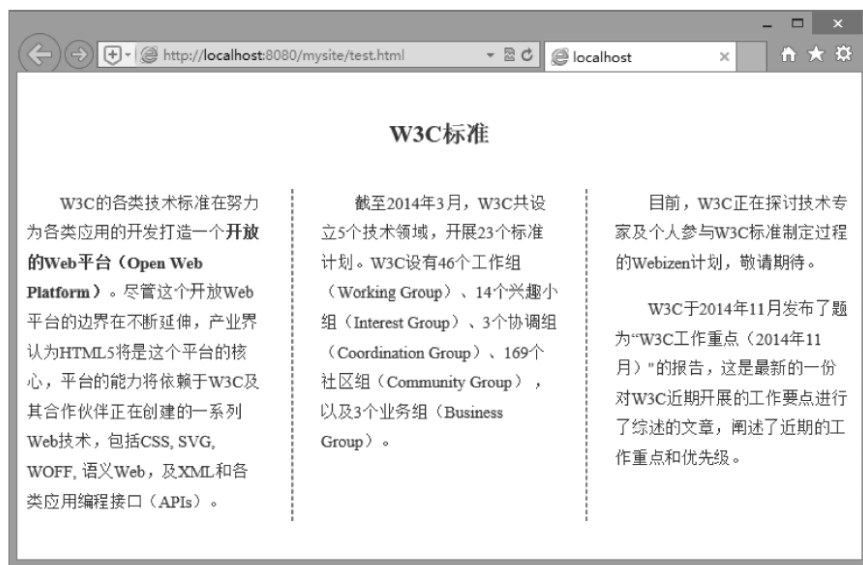 http://localhost:8080/mysite/test.html
localhost
W3C标准
W3C的各类技术标准在努力
为各类应用的开发打造一个开放
的Web平台（Open Web
Platform）。尽管这个开放Web
平台的边界在不断延伸，产业界
认为HTML5将是这个平台的核
心，平台的能力将依赖于W3C及
其合作伙伴正在创建的一系列
Web技术，包括CSS, SVG,
WOFF, 语义Web，及XML和各
类应用编程接口（APIs）。
截至2014年3月，W3C共设
立5个技术领域，开展23个标准
计划。W3C设有46个工作组
（Working Group）、14个兴趣小
组（Interest Group）、3个协调组
（Coordination Group）、169个
社区组（Community Group），
以及3个业务组（Business
Group）。
目前，W3C正在探讨技术专
家及个人参与W3C标准制定过程
的Webizen计划，敬请期待。
W3C于2014年11月发布了题
为“W3C工作重点（2014年11
月）"的报告，这是最新的一份
对W3C近期开展的工作要点进行
了综述的文章，阐述了近期的工
作重点和优先级。